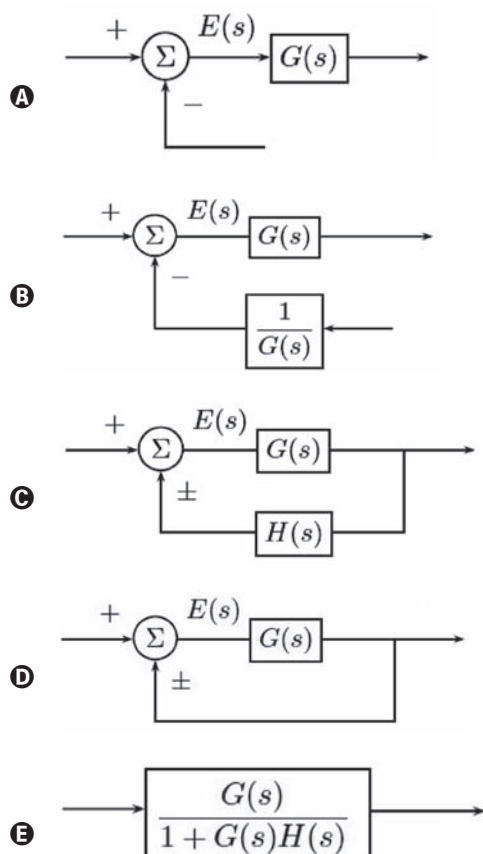 + Σ E(s) G(s)
A −
+ Σ E(s) G(s)
B −
1
G(s)
+ Σ E(s) G(s)
C ±
H(s)
+ Σ E(s) G(s)
D ±
G(s)
E 1 + G(s)H(s)